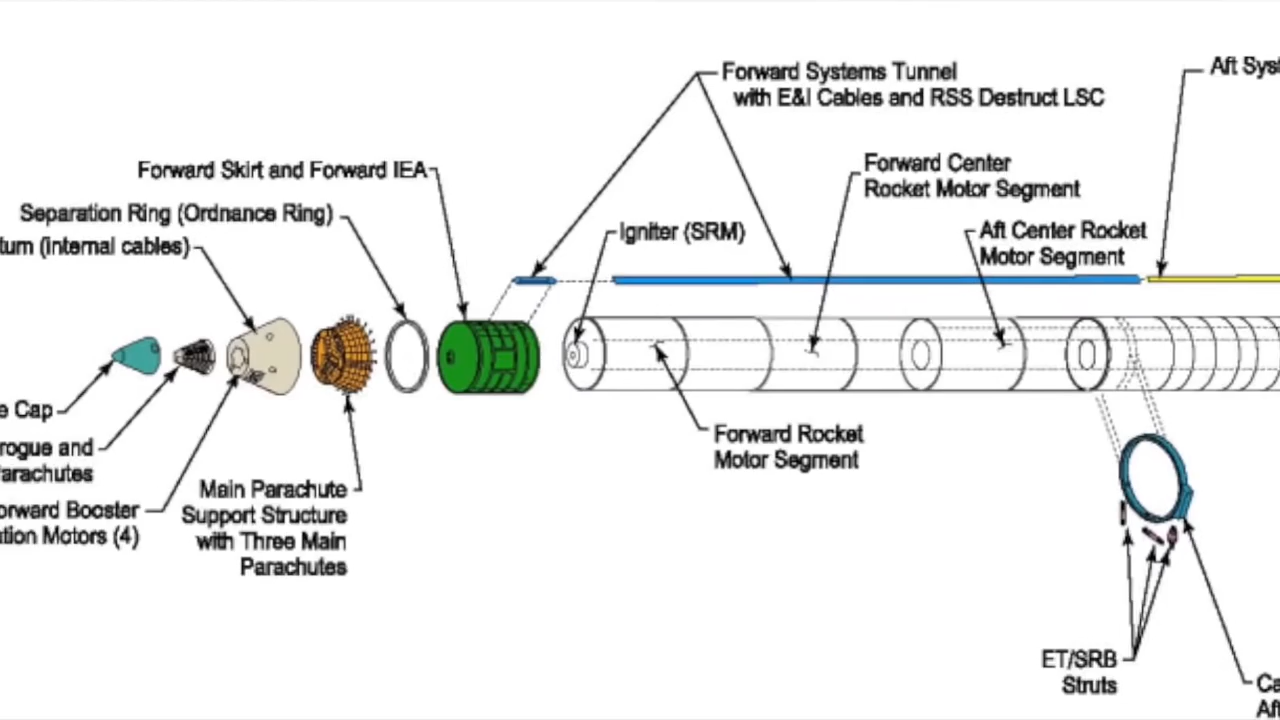 Forward Systems Tunnel
with E&I Cables and RSS Destruct LSC
Aft Syst
Forward Skirt and Forward IEA
Forward Center
Rocket Motor Segment
Separation Ring (Ordnance Ring)
tum (internal cables)
Igniter (SRM)
Aft Center Rocket
Motor Segment
e Cap
rogue and
arachutes
orward Booster
tion Motors (4)
Main Parachute
Support Structure
with Three Main
Parachutes
Forward Rocket
Motor Segment
ET/SRB
Struts
Ca
Aft